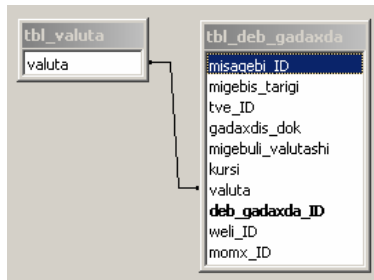 tbl_valuta
valuta
tbl_deb_gadaxda
misagebi_ID
migebis_tarigi
tve_ID
gadaxdis_dok
migebuli_valutashi
kursi
valuta
deb_gadaxda_ID
weli_ID
momx_ID